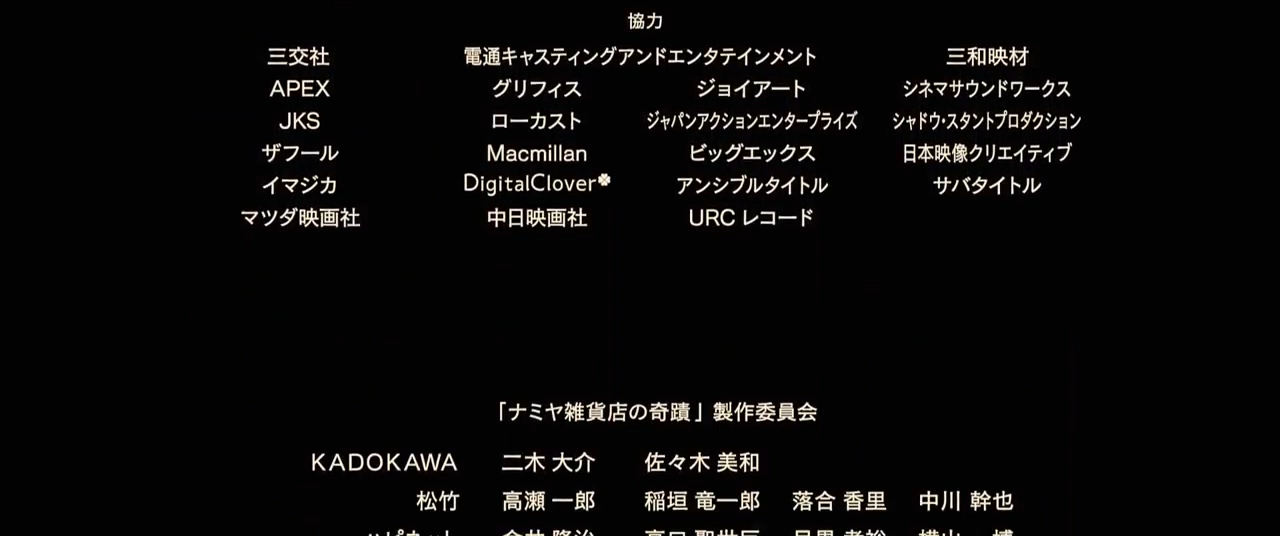 協力
三交社 電通キャスティングアンドエンタテインメント 三和映材
APEX グリフィス ジョイアート シネマサウンドワークス
JKS ローカスト ジャパンアクションエンタープライズ シャドウ・スタントプロダクション
ザフール Macmillan ビッグエックス 日本映像クリエイティブ
イマジカ DigitalClover アンシブルタイトル サバタイトル
マツダ映画社 中日映画社 URC レコード
「ナミヤ雑貨店の奇蹟」製作委員会
KADOKAWA 二木 大介 佐々木 美和
松竹 高瀬 一郎 稲垣 竜一郎 落合 香里 中川 幹也